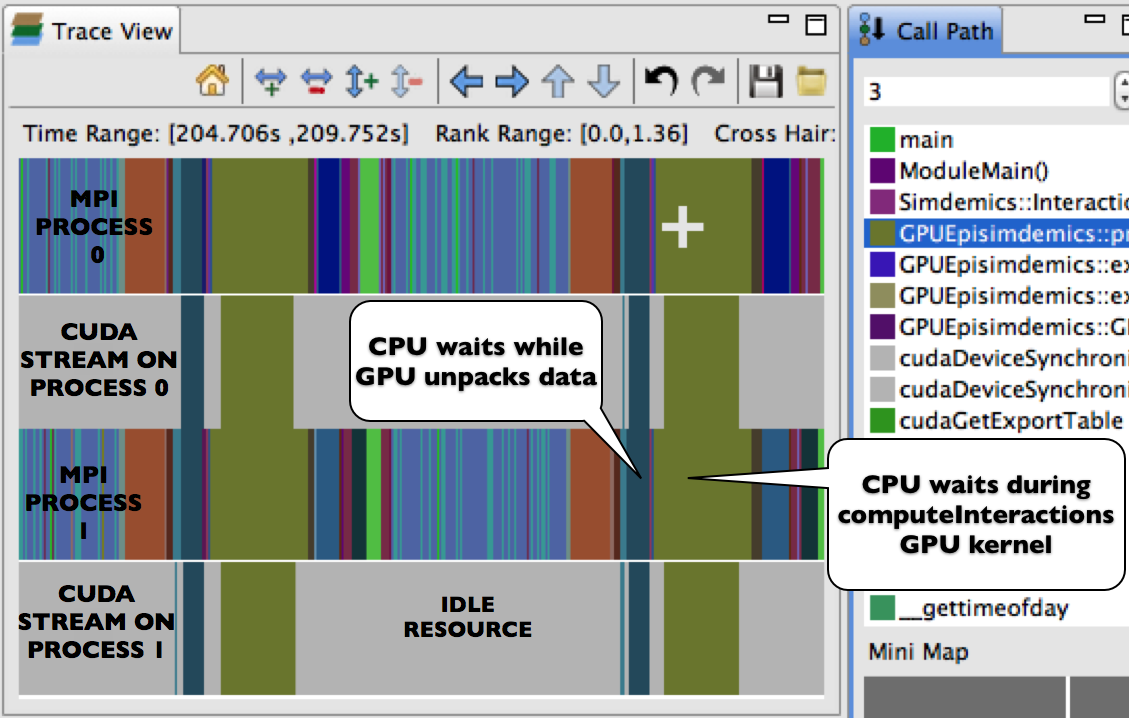 Trace View
Call Path
3
Time Range: [204.706s ,209.752s] Rank Range: [0.0,1.36] Cross Hair:
MPI
PROCESS
0
CUDA
STREAM ON
PROCESS 0
MPI
PROCESS
1
CUDA
STREAM ON
PROCESS 1
CPU waits while
GPU unpacks data
IDLE
RESOURCE
main
ModuleMain()
Simdemics::Interactio
GPUEpisimdemics::pr
GPUEpisimdemics::ex
GPUEpisimdemics::ex
GPUEpisimdemics::GI
cudaDeviceSynchroni
cudaDeviceSynchroni
cudaGetExportTable
CPU waits during
computeInteractions
GPU kernel
__gettimeofday
Mini Map